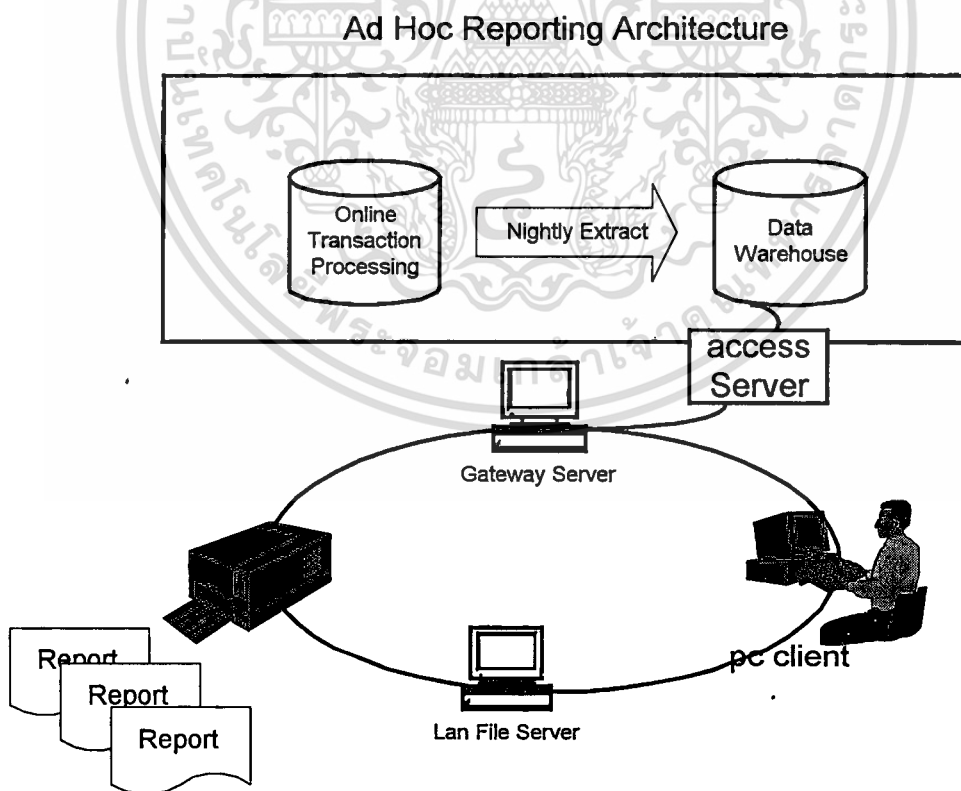 Ad Hoc Reporting Architecture
Online
Transaction
Processing
Nightly Extract
Data
Warehouse
access
Server
Gateway Server
pc client
Report
Report
Report
Lan File Server